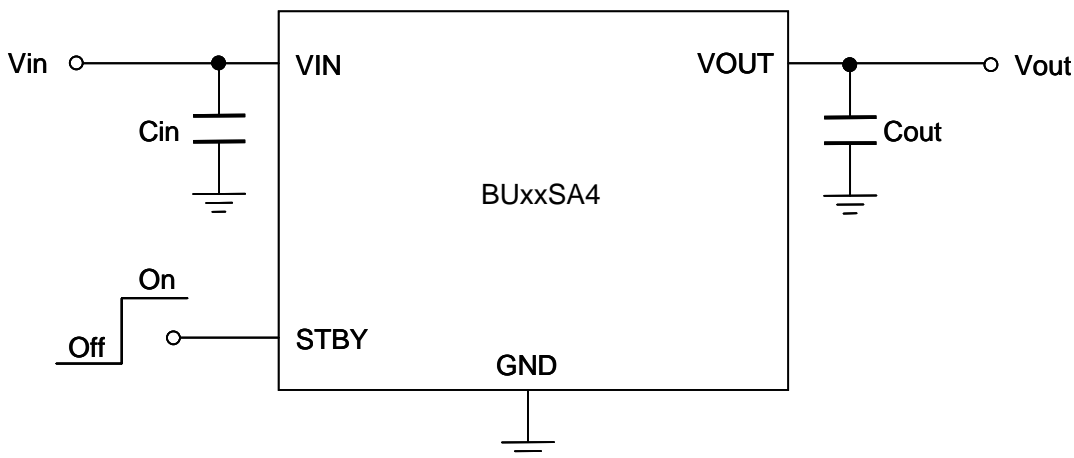 Vin
VIN
VOUT
Vout
Cin
Cout
BUxxSA4
On
Off
STBY
GND